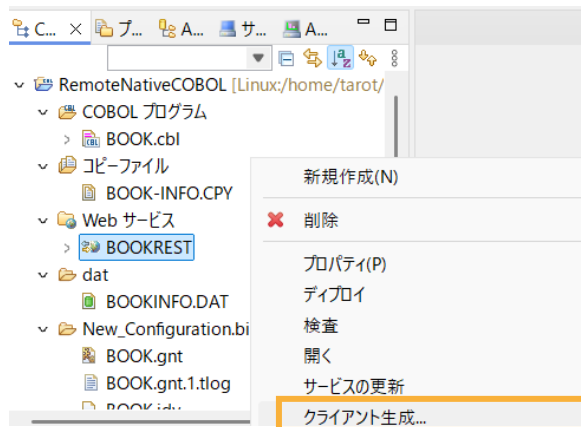 C... プ... A... サ... A...
RemoteNativeCOBOL [Linux:/home/tarot/
COBOL プログラム
BOOK.cbl
コピーファイル
BOOK-INFO.CPY
Web サービス
BOOKREST
dat
BOOKINFO.DAT
New_Configuration.bi
BOOK.gnt
BOOK.gnt.1.tlog
BOOK.idy
新規作成(N)
削除
プロパティ(P)
ディプロイ
検査
開く
サービスの更新
クライアント生成...